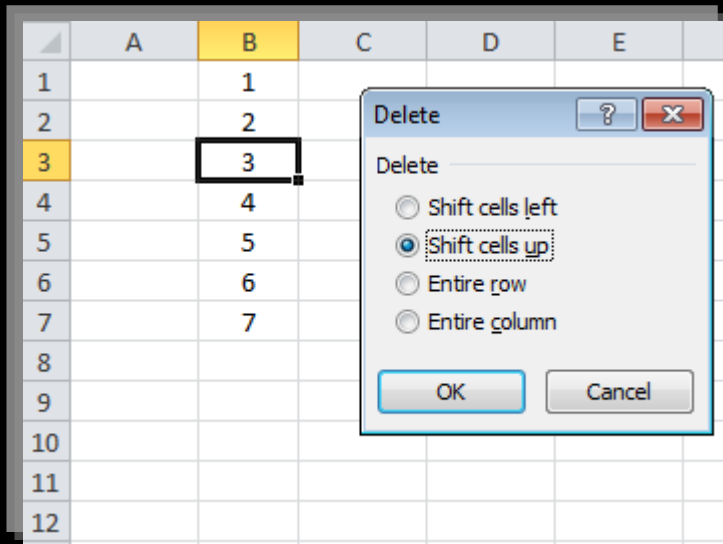 A B C D E
1 1
2 2
3 3
4 4
5 5
6 6
7 7
8
9
10
11
12
Delete
?
Delete
Shift cells left
Shift cells up
Entire row
Entire column
OK Cancel